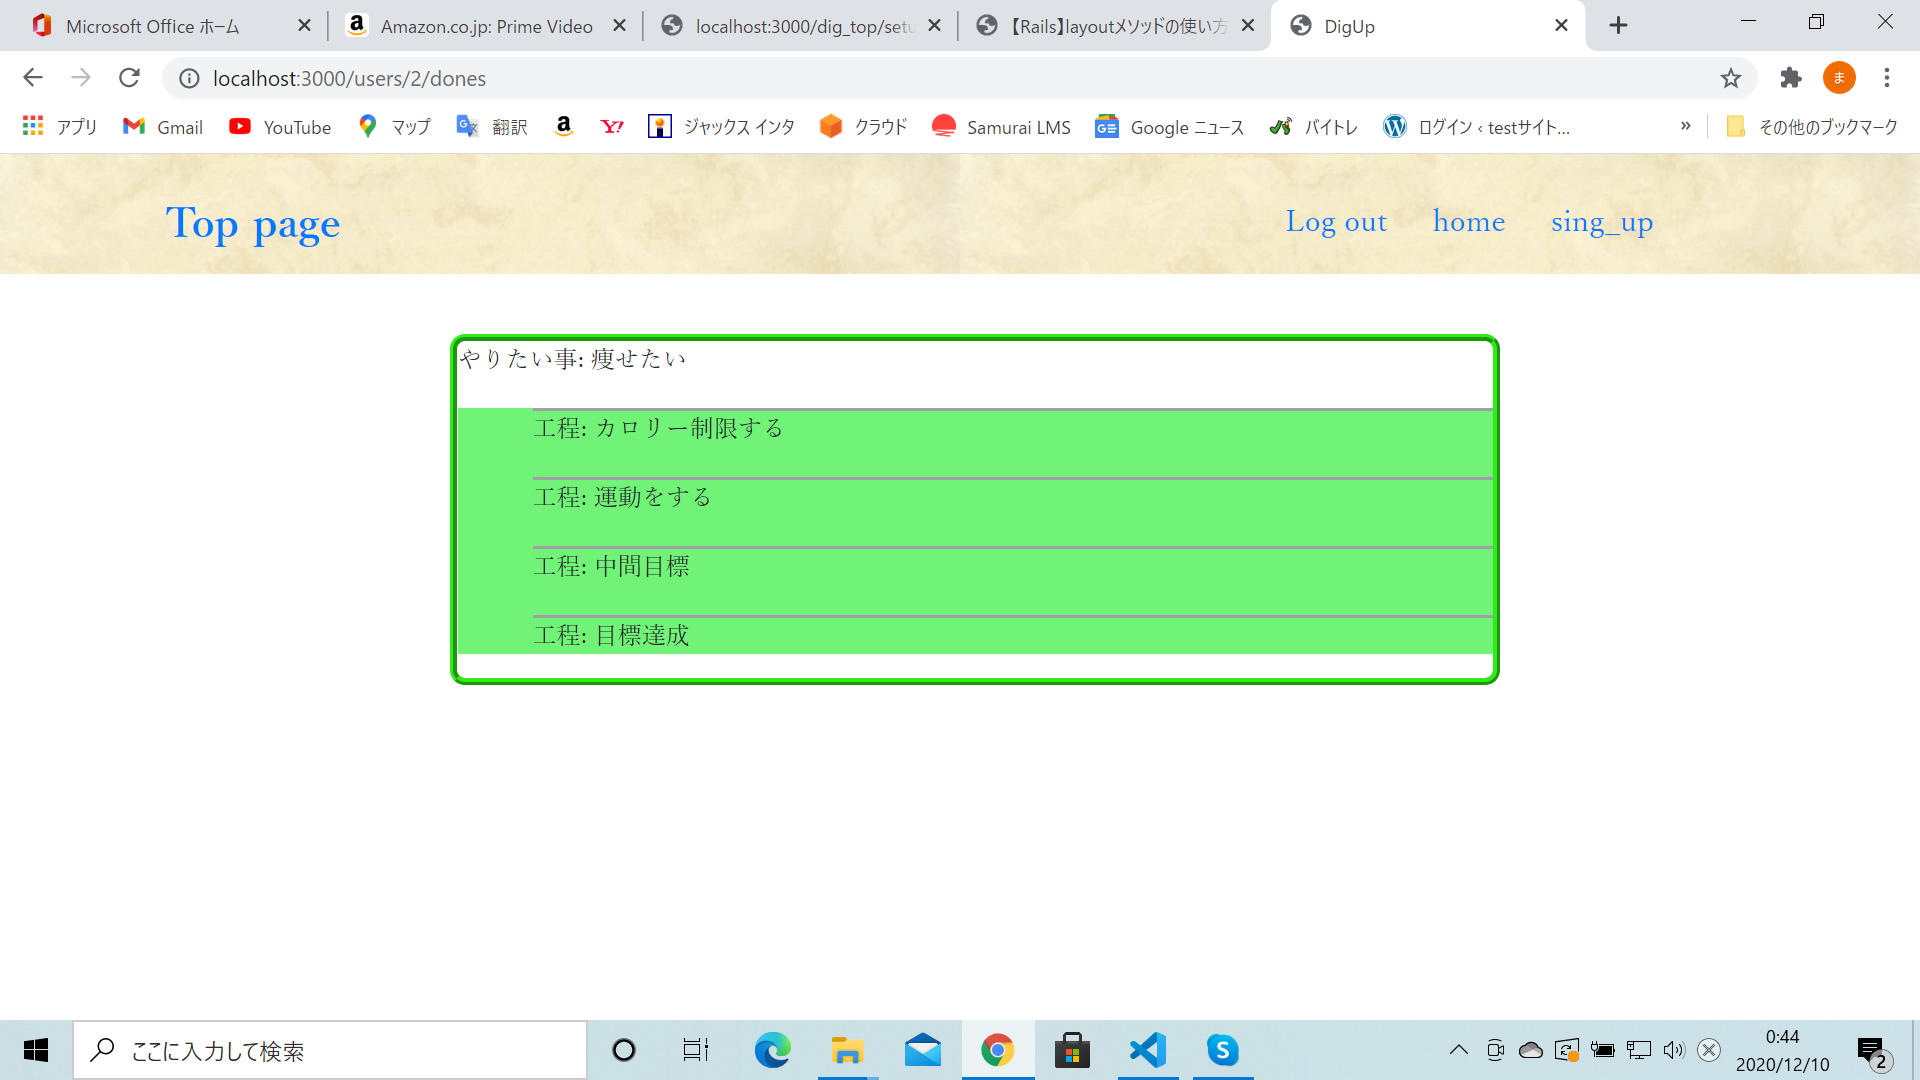 Microsoft Office ホーム
Amazon.co.jp: Prime Video
localhost:3000/dig_top/setu
【Rails】layoutメソッドの使い方
DigUp
localhost:3000/users/2/dones
ま
アプリ
Gmail
YouTube
マップ
翻訳
ジャックス インタ
クラウド
Samurai LMS
Google ニュース
バイトレ
ログイン ‹ testサイト...
»
その他のブックマーク
Top page
Log out
home
sing_up
やりたい事: 痩せたい
工程: カロリー制限する
工程: 運動をする
工程: 中間目標
工程: 目標達成
ここに入力して検索
0:44
2020/12/10
2